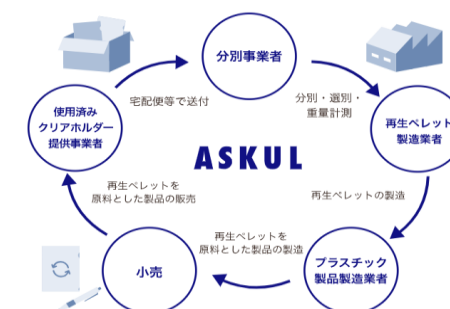 分別事業者
宅配便等で送付
分別・選別・
重量計測
使用済み
クリアホルダー
提供事業者
再生ペレット
製造業者
ASKUL
再生ペレットを
原料とした製品の販売
再生ペレットの製造
再生ペレットを
原料とした製品の製造
小売
プラスチック
製品製造業者